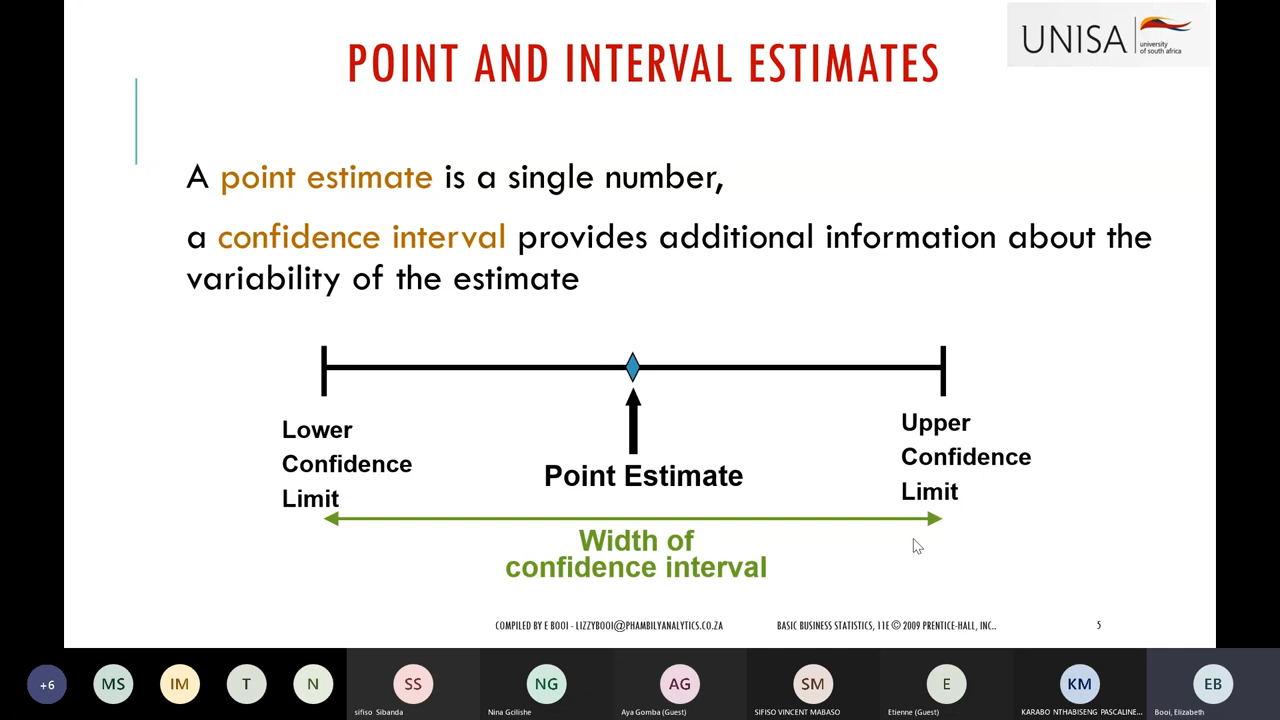 UNISA
university
of south africa
POINT AND INTERVAL ESTIMATES
A point estimate is a single number,
a confidence interval provides additional information about the
variability of the estimate
Lower
Confidence
Limit
Point Estimate
Upper
Confidence
Limit
Width of
confidence interval
COMPILED BY E BOOI - LIZZYBOOI@PHAMBILYANALYTICS.CO.ZA
BASIC BUSINESS STATISTICS, 11E © 2009 PRENTICE-HALL, INC..
5
+6
MS
IM
T
N
SS
NG
AG
SM
E
KM
EB
sifiso Sibanda
Nina Gcilishe
Aya Gomba (Guest)
SIFISO VINCENT MABASO
Etienne (Guest)
KARABO NTHABISENG PASCALINE...
Booi, Elizabeth